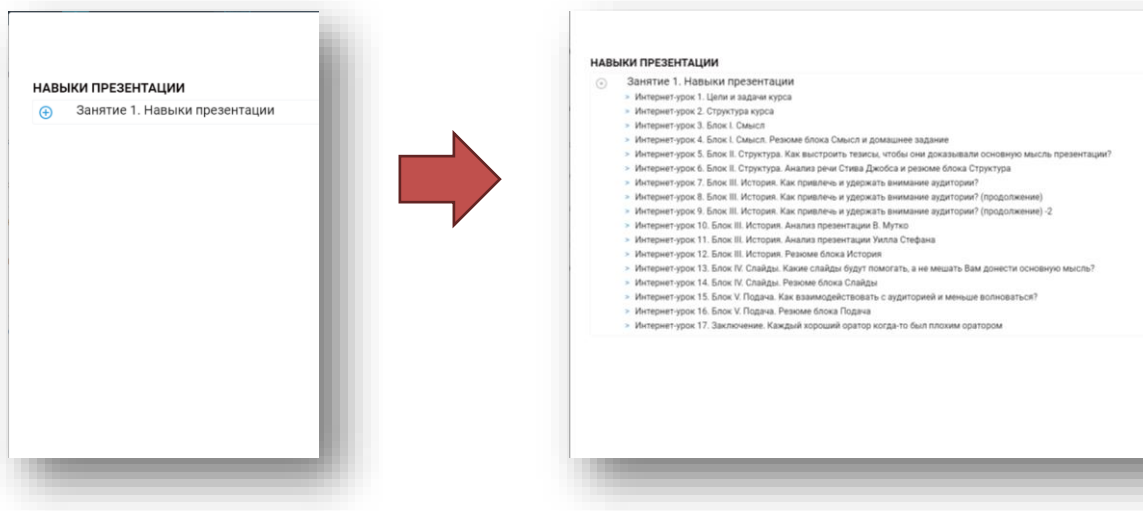 НАВЫКИ ПРЕЗЕНТАЦИИ
Занятие 1. Навыки презентации
НАВЫКИ ПРЕЗЕНТАЦИИ
Занятие 1. Навыки презентации
> Интернет-урок 1. Цели и задачи курса
> Интернет-урок 2. Структура курса
> Интернет-урок 3. Блок I. Смысл
> Интернет-урок 4. Блок I. Смысл. Резюме блока Смысл и домашнее задание
> Интернет-урок 5. Блок II. Структура. Как выстроить тезисы, чтобы они доказывали основную мысль презентации?
> Интернет-урок 6. Блок II. Структура. Анализ речи Стива Джобса и резюме блока Структура
> Интернет-урок 7. Блок III. История. Как привлечь и удержать внимание аудитории?
> Интернет-урок 8. Блок III. История. Как привлечь и удержать внимание аудитории? (продолжение)
> Интернет-урок 9. Блок III. История. Как привлечь и удержать внимание аудитории? (продолжение) -2
> Интернет-урок 10. Блок III. История. Анализ презентации В. Мутко
> Интернет-урок 11. Блок III. История. Анализ презентации Уилла Стефана
> Интернет-урок 12. Блок III. История. Резюме блока История
> Интернет-урок 13. Блок IV. Слайды. Какие слайды будут помогать, а не мешать Вам донести основную мысль?
> Интернет-урок 14. Блок IV. Слайды. Резюме блока Слайды
> Интернет-урок 15. Блок V. Подача. Как взаимодействовать с аудиторией и меньше волноваться?
> Интернет-урок 16. Блок V. Подача. Резюме блока Подача
> Интернет-урок 17. Заключение. Каждый хороший оратор когда-то был плохим оратором